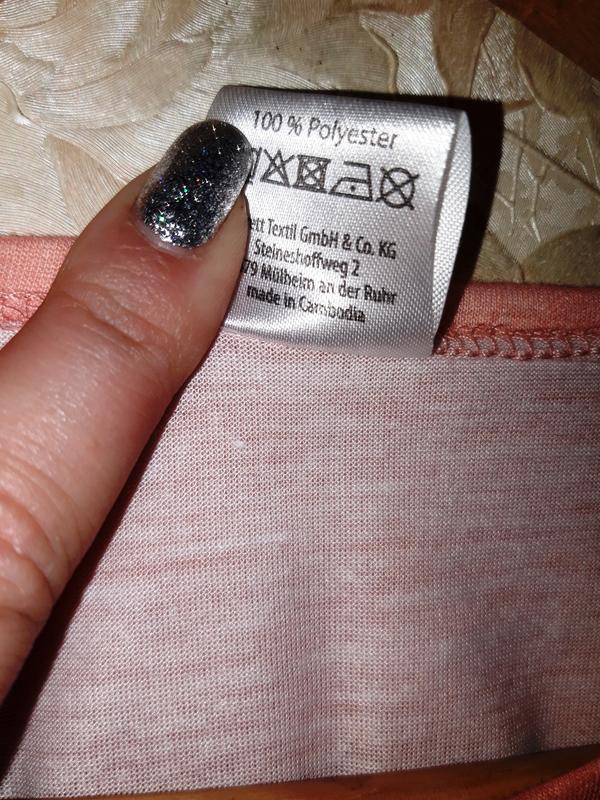 100 % Polyester
Textil GmbH & Co. KG
Steineshoffweg 2
Mülheim an der Ruhr
made in Cambodia